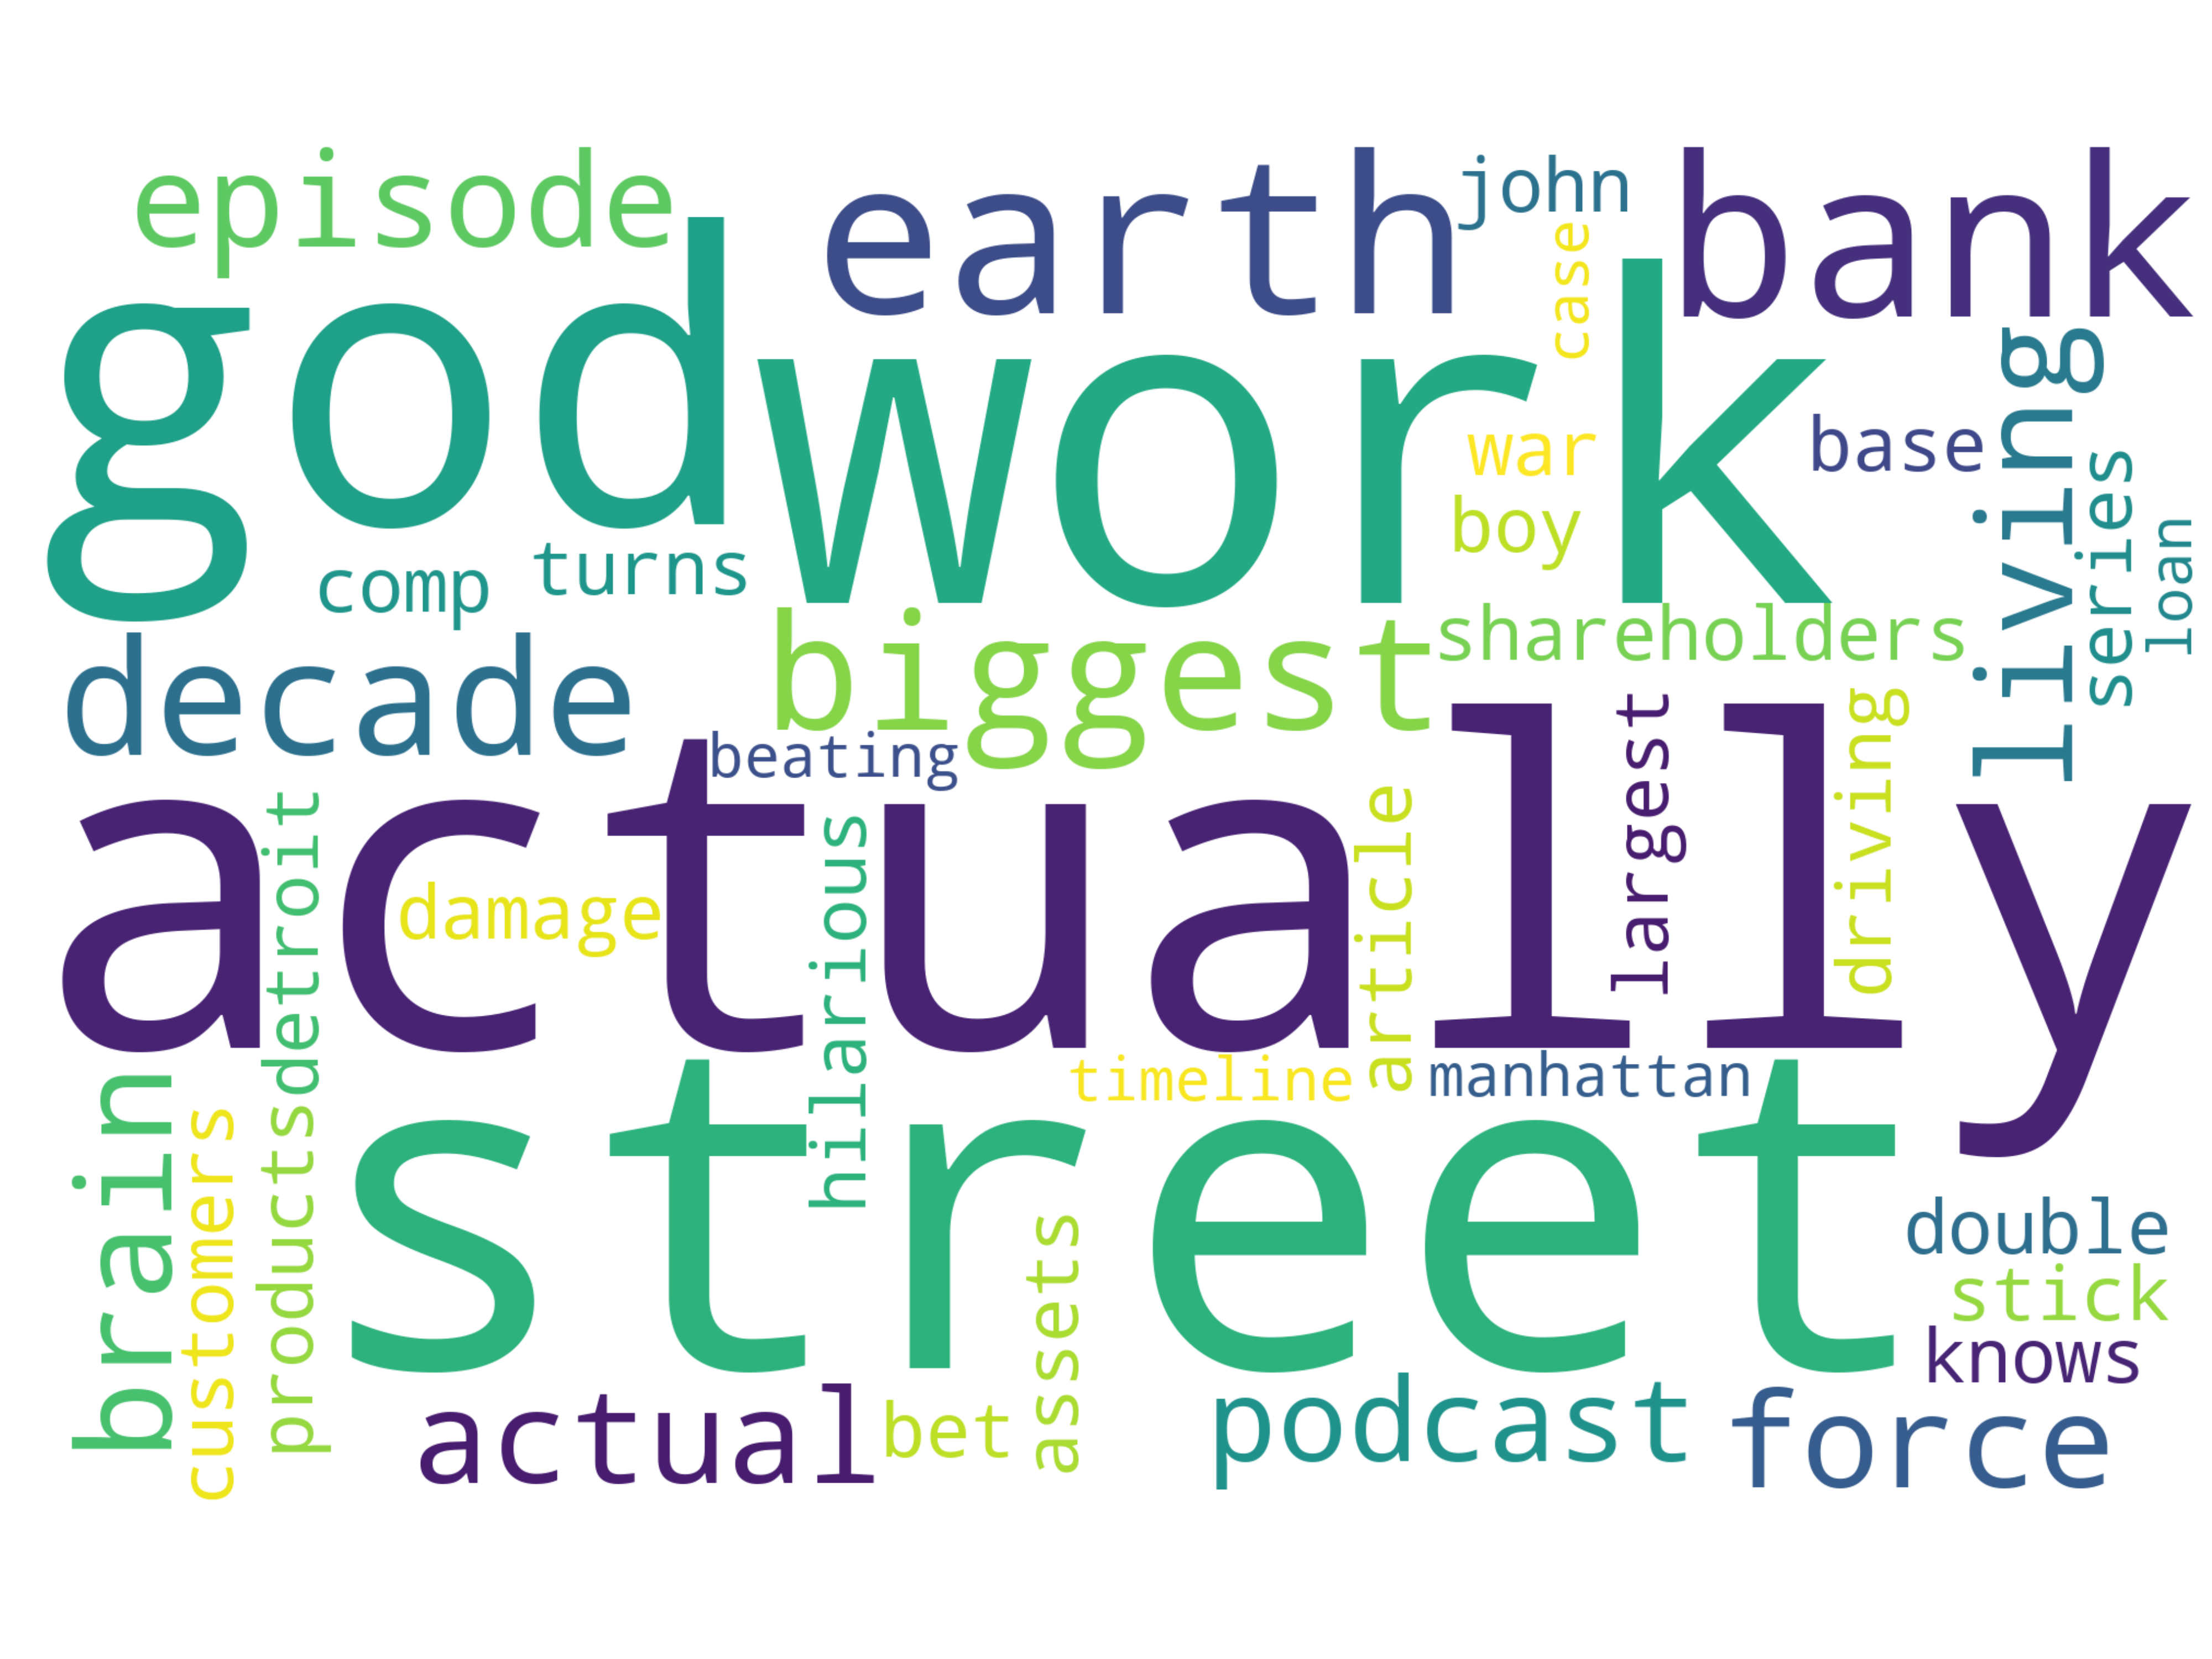 episode
earth
john
bank
case
god
work
war
base
living
boy
series
loan
comp
turns
decade
biggest
shareholders
beating
actually
largest
driving
detroit
damage
hilarious
article
timeline
manhattan
brain
customers
products
street
assets
double
stick
knows
actual
bet
podcast
force